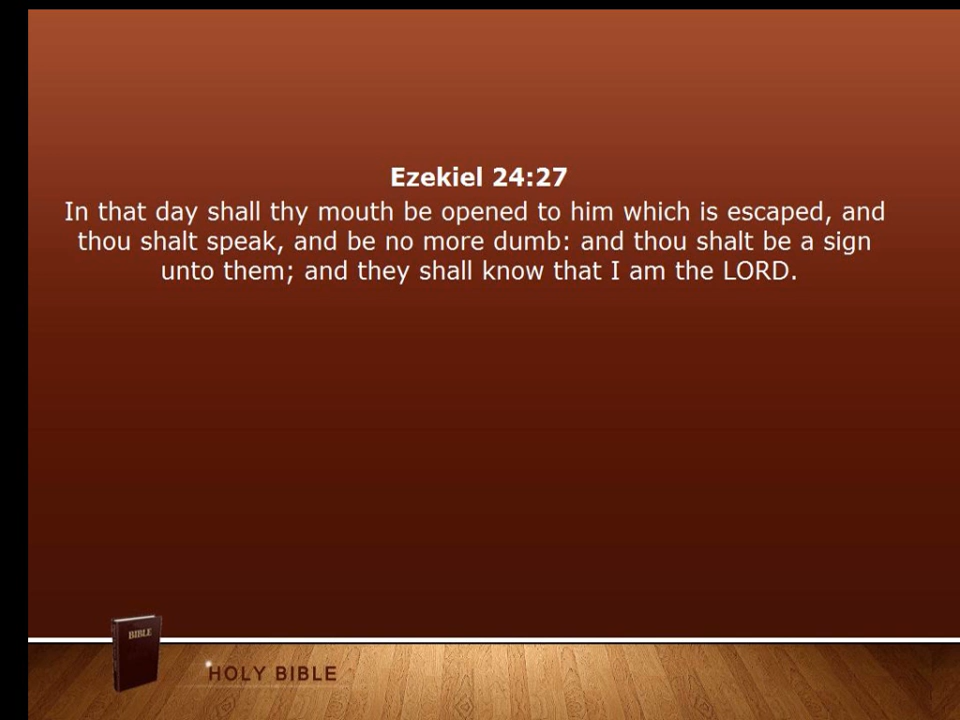 Ezekiel 24:27
In that day shall thy mouth be opened to him which is escaped, and
thou shalt speak, and be no more dumb: and thou shalt be a sign
unto them; and they shall know that I am the LORD.
BIBLE
HOLY BIBLE